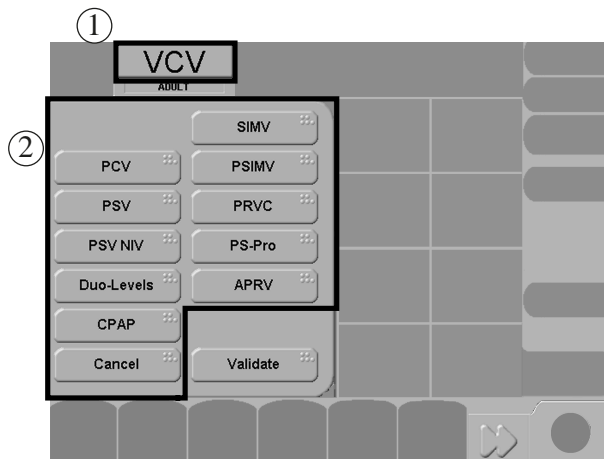 ①
VCV
ADULT
②
SIMV
PCV PSIMV
PSV PRVC
PSV NIV PS-Pro
Duo-Levels APRV
CPAP
Cancel Validate